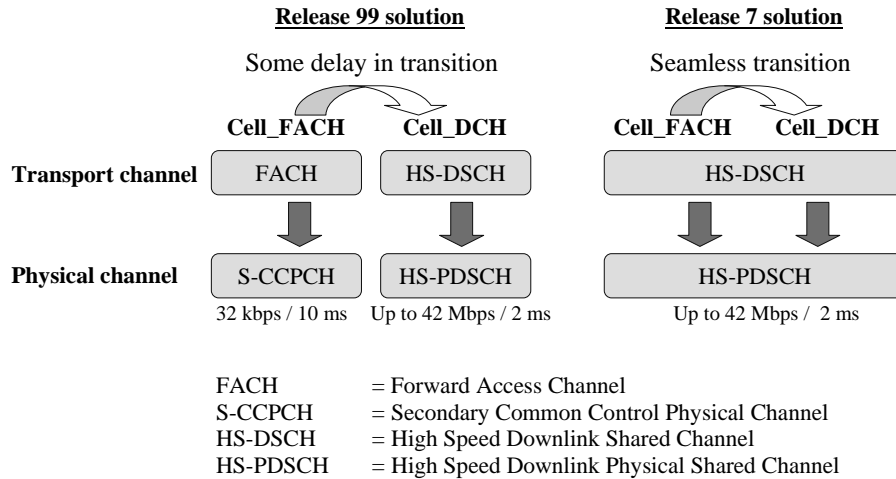 Release 99 solution
Release 7 solution
Some delay in transition
Seamless transition
Cell_FACH
Cell_DCH
Cell_FACH
Cell_DCH
Transport channel
FACH
HS-DSCH
HS-DSCH
Physical channel
S-CCPCH
HS-PDSCH
HS-PDSCH
32 kbps / 10 ms
Up to 42 Mbps / 2 ms
Up to 42 Mbps / 2 ms
FACH = Forward Access Channel
S-CCPCH = Secondary Common Control Physical Channel
HS-DSCH = High Speed Downlink Shared Channel
HS-PDSCH = High Speed Downlink Physical Shared Channel